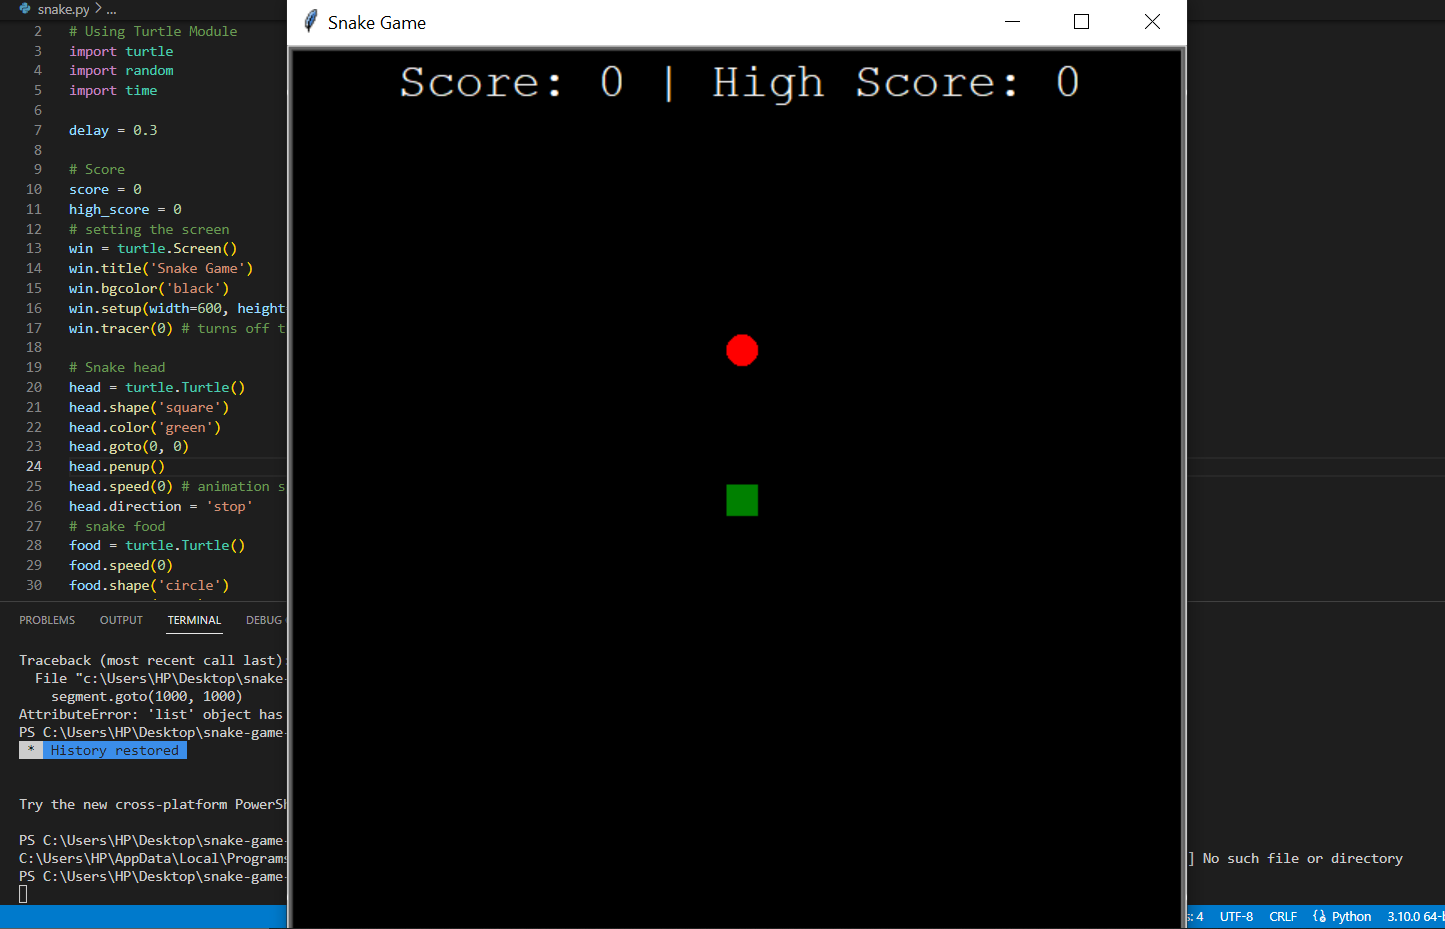 snake.py > ...
Snake Game
2 # Using Turtle Module
3 import turtle
4 import random
5 import time
6
7 delay = 0.3
8
9 # Score
10 score = 0
11 high_score = 0
12 # setting the screen
13 win = turtle.Screen()
14 win.title('Snake Game')
15 win.bgcolor('black')
16 win.setup(width=600, height
17 win.tracer(0) # turns off t
18
19 # Snake head
20 head = turtle.Turtle()
21 head.shape('square')
22 head.color('green')
23 head.goto(0, 0)
24 head.penup()
25 head.speed(0) # animation s
26 head.direction = 'stop'
27 # snake food
28 food = turtle.Turtle()
29 food.speed(0)
30 food.shape('circle')
Score: 0 | High Score: 0
PROBLEMS OUTPUT TERMINAL DEBUG
Traceback (most recent call last):
File "c:\Users\HP\Desktop\snake-
segment.goto(1000, 1000)
AttributeError: 'list' object has
PS C:\Users\HP\Desktop\snake-game-
* History restored
Try the new cross-platform PowerSh
PS C:\Users\HP\Desktop\snake-game-
C:\Users\HP\AppData\Local\Programs
] No such file or directory
PS C:\Users\HP\Desktop\snake-game-
s: 4 UTF-8 CRLF Python 3.10.0 64-b